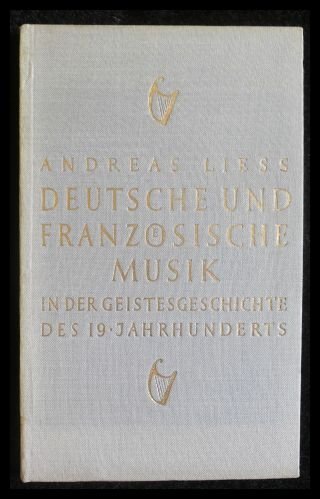 ANDREAS LIESS
DEUTSCHE UND
FRANZÖSISCHE
MUSIK
IN DER GEISTESGESCHICHTE
DES 19·JAHRHUNDERTS